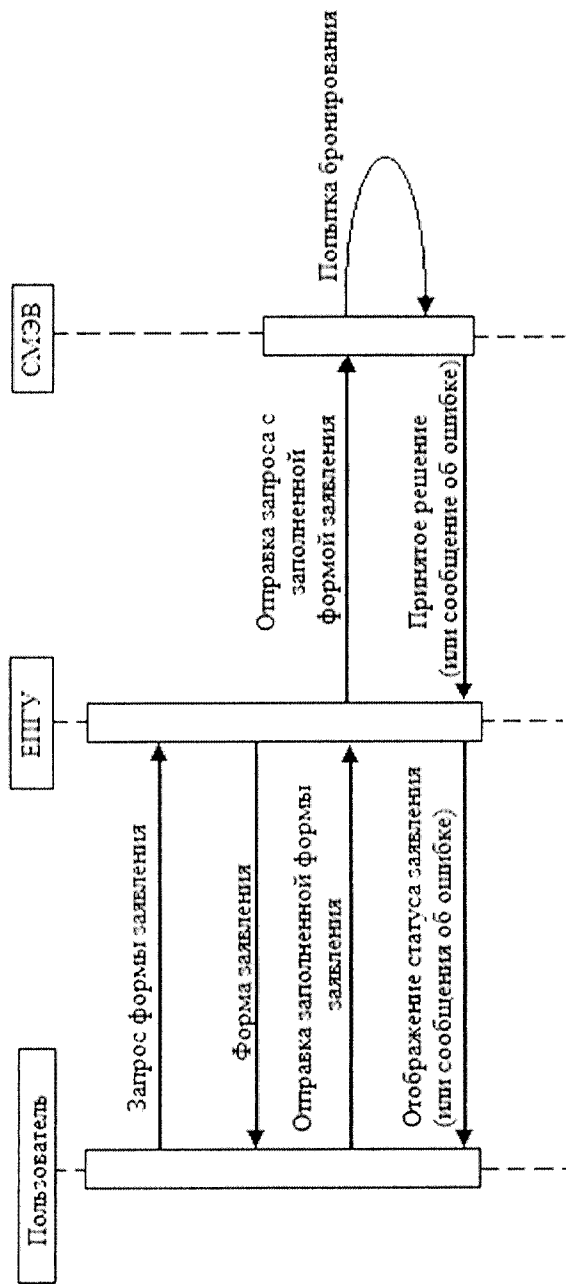 Пользователь
ЕПГУ
СМЭВ
Запрос формы заявления
Форма заявления
Отправка заполненной формы
заявления
Отправка запроса с
заполненной
формой заявления
Попытка бронирования
Принятое решение
(или сообщение об ошибке)
Отображение статуса заявления
(или сообщения об ошибке)